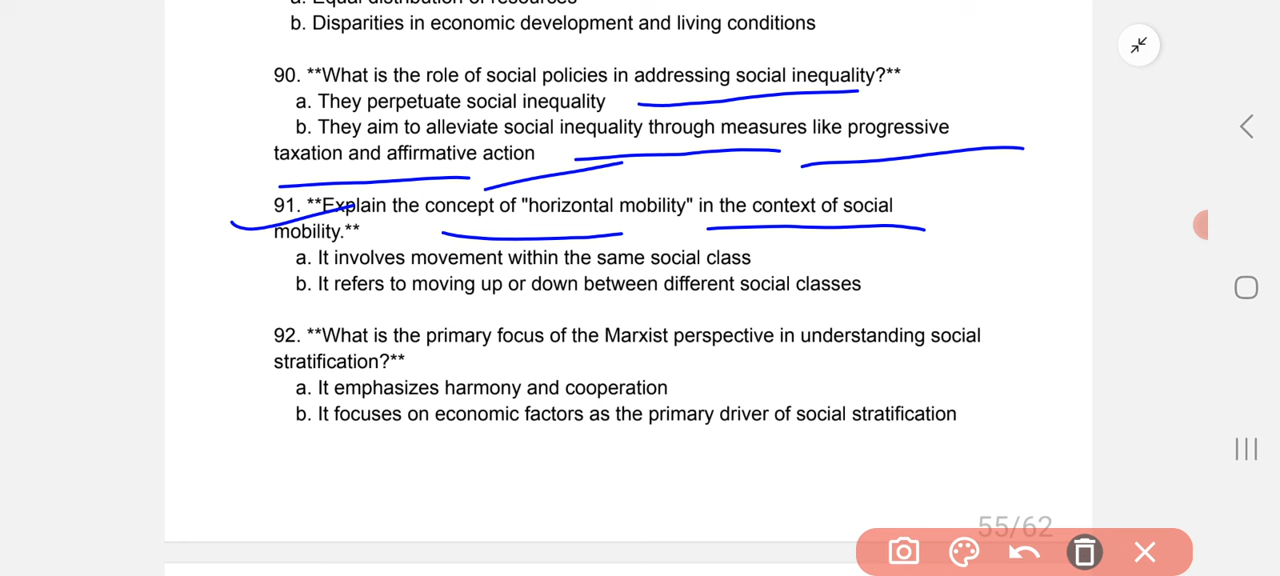 a. Equal distribution of resources
b. Disparities in economic development and living conditions
90. **What is the role of social policies in addressing social inequality?**
a. They perpetuate social inequality
b. They aim to alleviate social inequality through measures like progressive
taxation and affirmative action
91. **Explain the concept of "horizontal mobility" in the context of social
mobility.**
a. It involves movement within the same social class
b. It refers to moving up or down between different social classes
92. **What is the primary focus of the Marxist perspective in understanding social
stratification?**
a. It emphasizes harmony and cooperation
b. It focuses on economic factors as the primary driver of social stratification
55/62